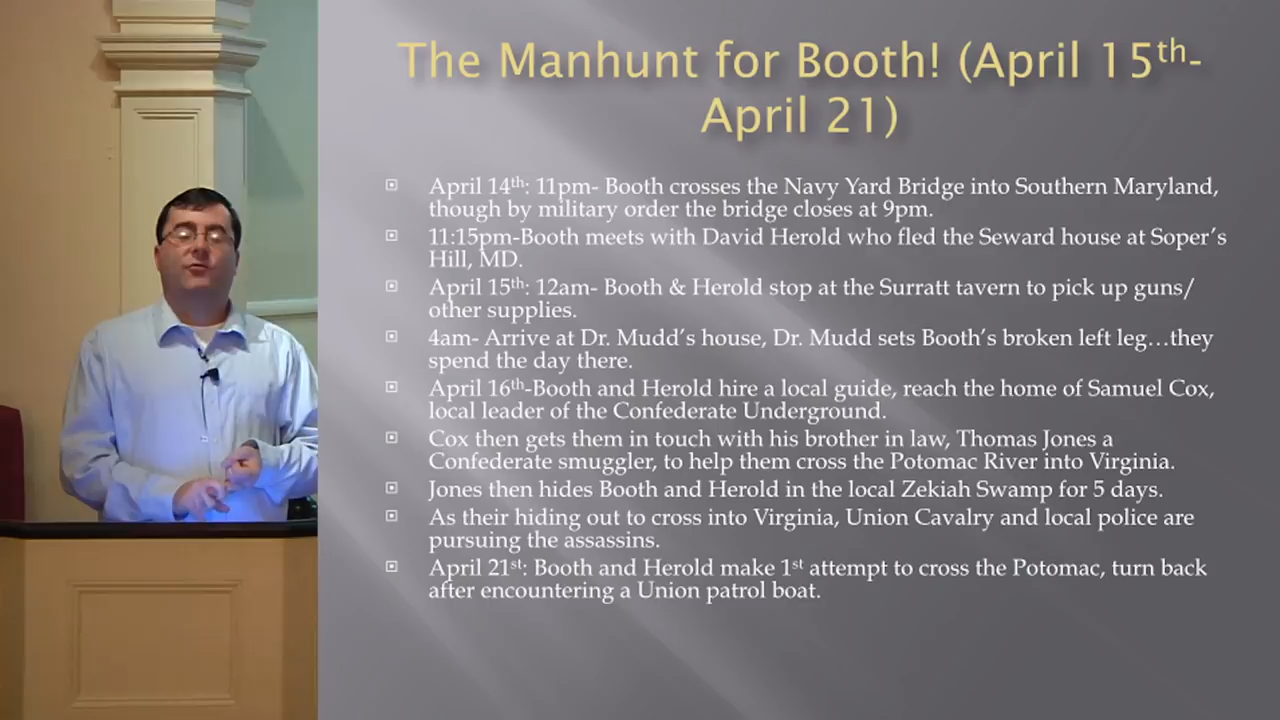 The Manhunt for Booth! (April 15th-
April 21)
April 14th: 11pm- Booth crosses the Navy Yard Bridge into Southern Maryland,
though by military order the bridge closes at 9pm.
11:15pm-Booth meets with David Herold who fled the Seward house at Soper's
Hill, MD.
April 15th: 12am- Booth & Herold stop at the Surratt tavern to pick up guns/
other supplies.
4am- Arrive at Dr. Mudd's house, Dr. Mudd sets Booth's broken left leg…they
spend the day there.
April 16th-Booth and Herold hire a local guide, reach the home of Samuel Cox,
local leader of the Confederate Underground.
Cox then gets them in touch with his brother in law, Thomas Jones a
Confederate smuggler, to help them cross the Potomac River into Virginia.
Jones then hides Booth and Herold in the local Zekiah Swamp for 5 days.
As their hiding out to cross into Virginia, Union Cavalry and local police are
pursuing the assassins.
April 21st: Booth and Herold make 1st attempt to cross the Potomac, turn back
after encountering a Union patrol boat.